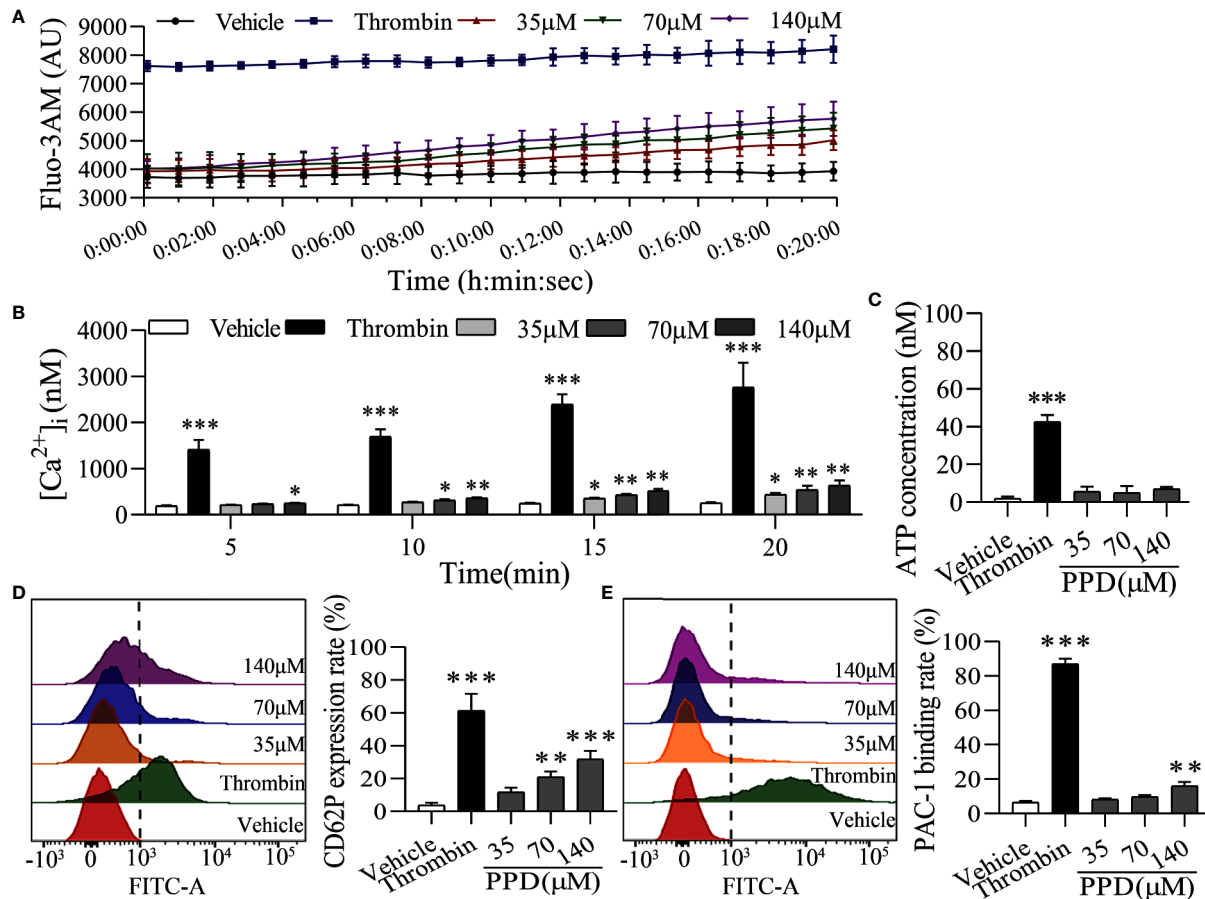 A
Vehicle Thrombin 35μM 70μM 140μM
Fluo-3AM (AU)
9000
8000
7000
6000
5000
4000
3000
0:00:00 0:02:00 0:04:00 0:06:00 0:08:00 0:10:00 0:12:00 0:14:00 0:16:00 0:18:00 0:20:00
Time (h:min:sec)
B
Vehicle Thrombin 35μM 70μM 140μM
[Ca2+]i (nM)
4000
3000
2000
1000
0
*** * *** * ** *** * ** ** *** * ** **
5 10 15 20
Time(min)
C
ATP concentration (nM)
100
80
60
40
20
0
***
Vehicle Thrombin 35 70 140
PPD(μM)
D
140μM
70μM
35μM
Thrombin
Vehicle
-10³ 0 10³ 10⁴ 10⁵
FITC-A
CD62P expression rate (%)
100
80
60
40
20
0
*** ** ***
Vehicle Thrombin 35 70 140
PPD(μM)
E
140μM
70μM
35μM
Thrombin
Vehicle
-10³ 0 10³ 10⁴ 10⁵
FITC-A
PAC-1 binding rate (%)
100
80
60
40
20
0
*** **
Vehicle Thrombin 35 70 140
PPD(μM)